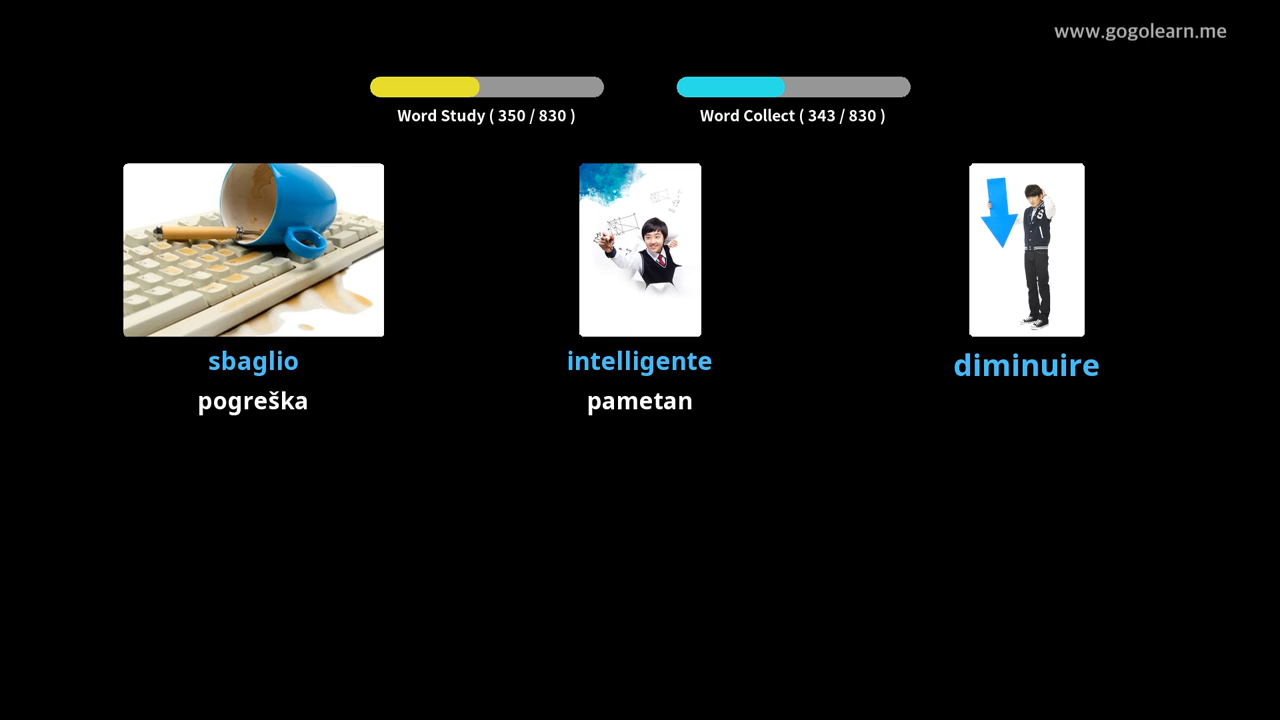 www.gogolearn.me
Word Study ( 350 / 830 )
Word Collect ( 343 / 830 )
sbaglio
pogreška
intelligente
pametan
diminuire